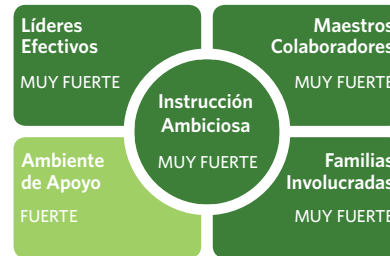 Líderes
Efectivos
MUY FUERTE
Maestros
Colaboradores
MUY FUERTE
Instrucción
Ambiciosa
MUY FUERTE
Ambiente
de Apoyo
FUERTE
Familias
Involucradas
MUY FUERTE